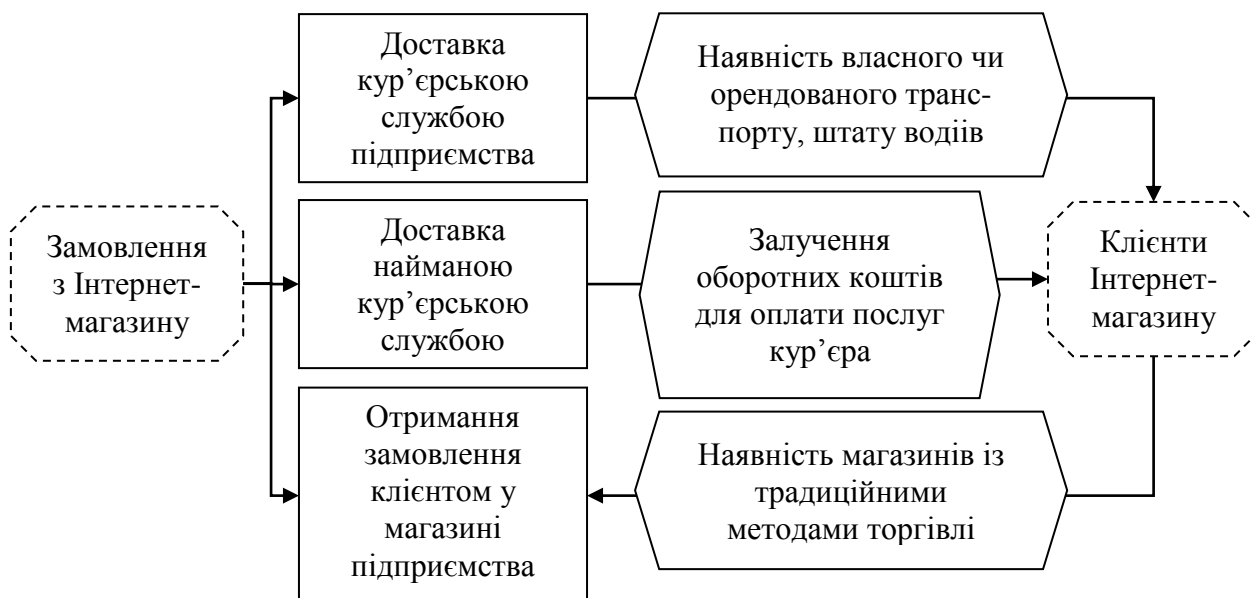 Доставка
кур’єрською
службою
підприємства
Наявність власного чи
орендованого транс-
порту, штату водіїв
Замовлення
з Інтернет-
магазину
Доставка
найманою
кур’єрською
службою
Залучення
оборотних коштів
для оплати послуг
кур’єра
Клієнти
Інтернет-
магазину
Отримання
замовлення
клієнтом у
магазині
підприємства
Наявність магазинів із
традиційними
методами торгівлі